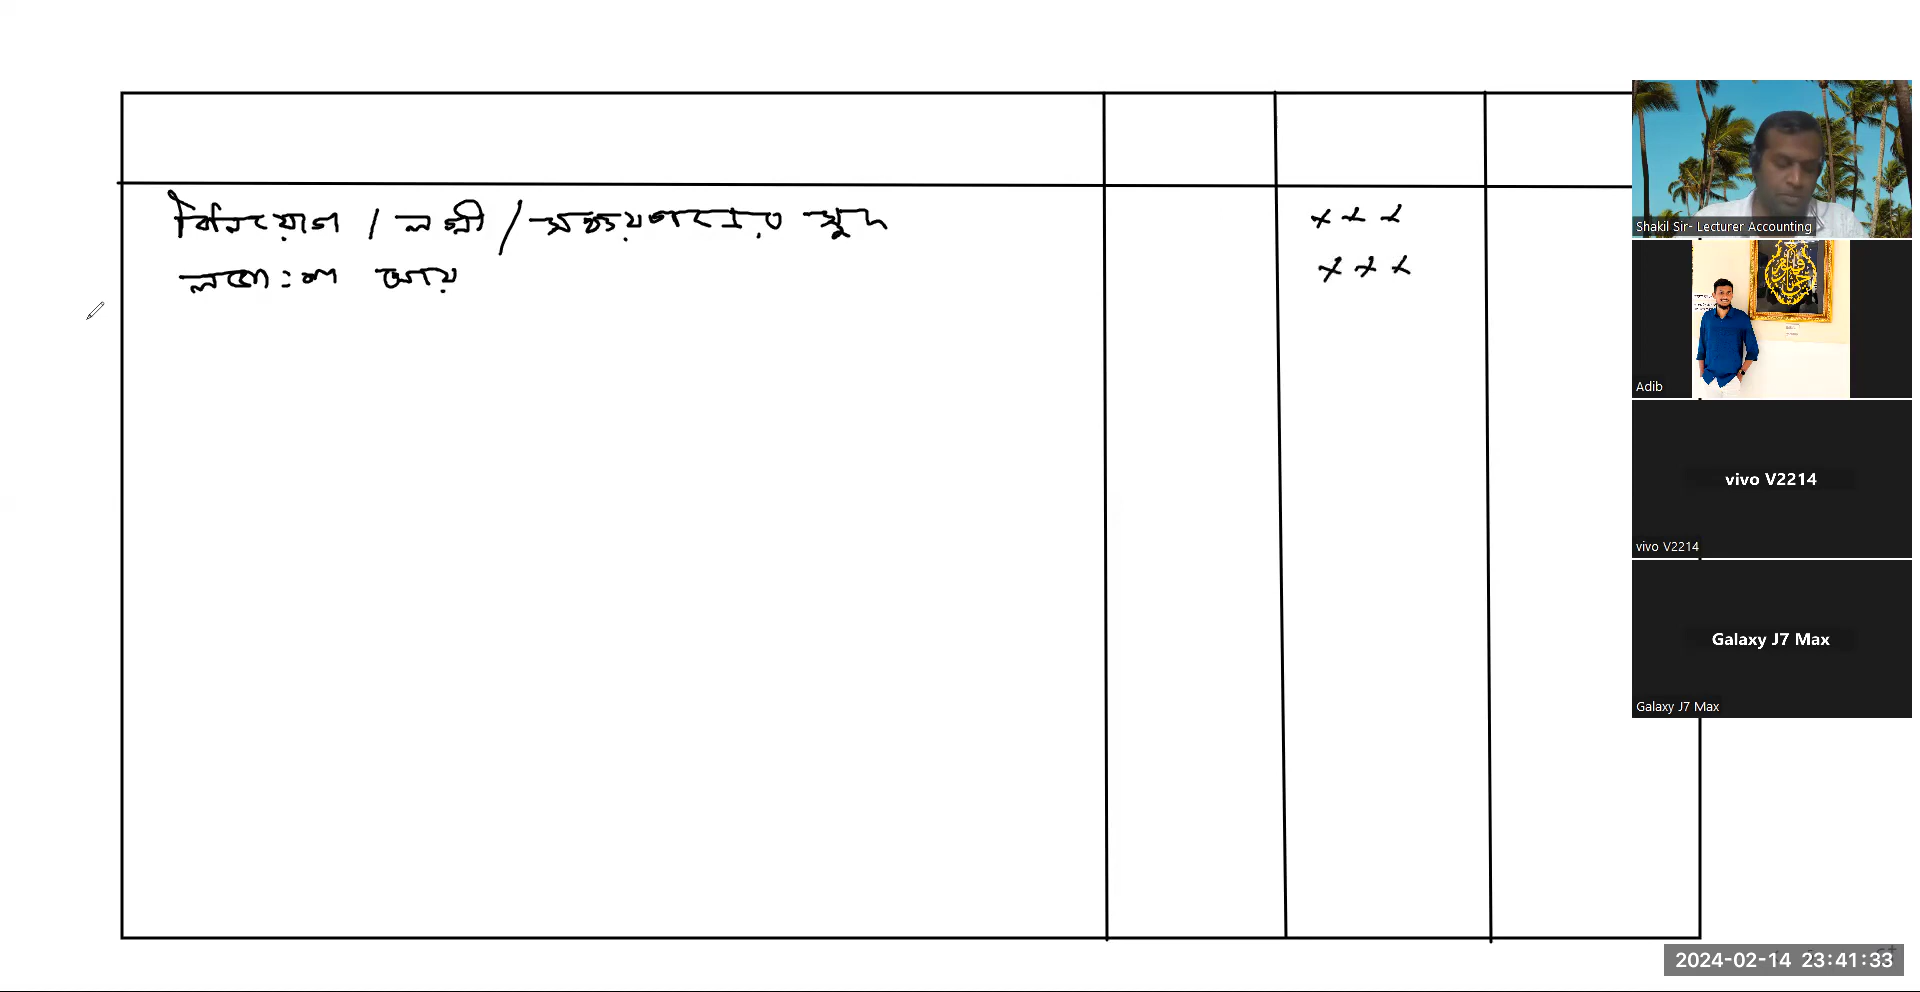 বিনিয়োগ / লগ্নী / সঞ্চয়পত্রের সুদ
xxx
লভ্যাংশ আয়
xxx
Shakil Sir- Lecturer Accounting
Adib
vivo V2214
vivo V2214
Galaxy J7 Max
Galaxy J7 Max
2024-02-14 23:41:33